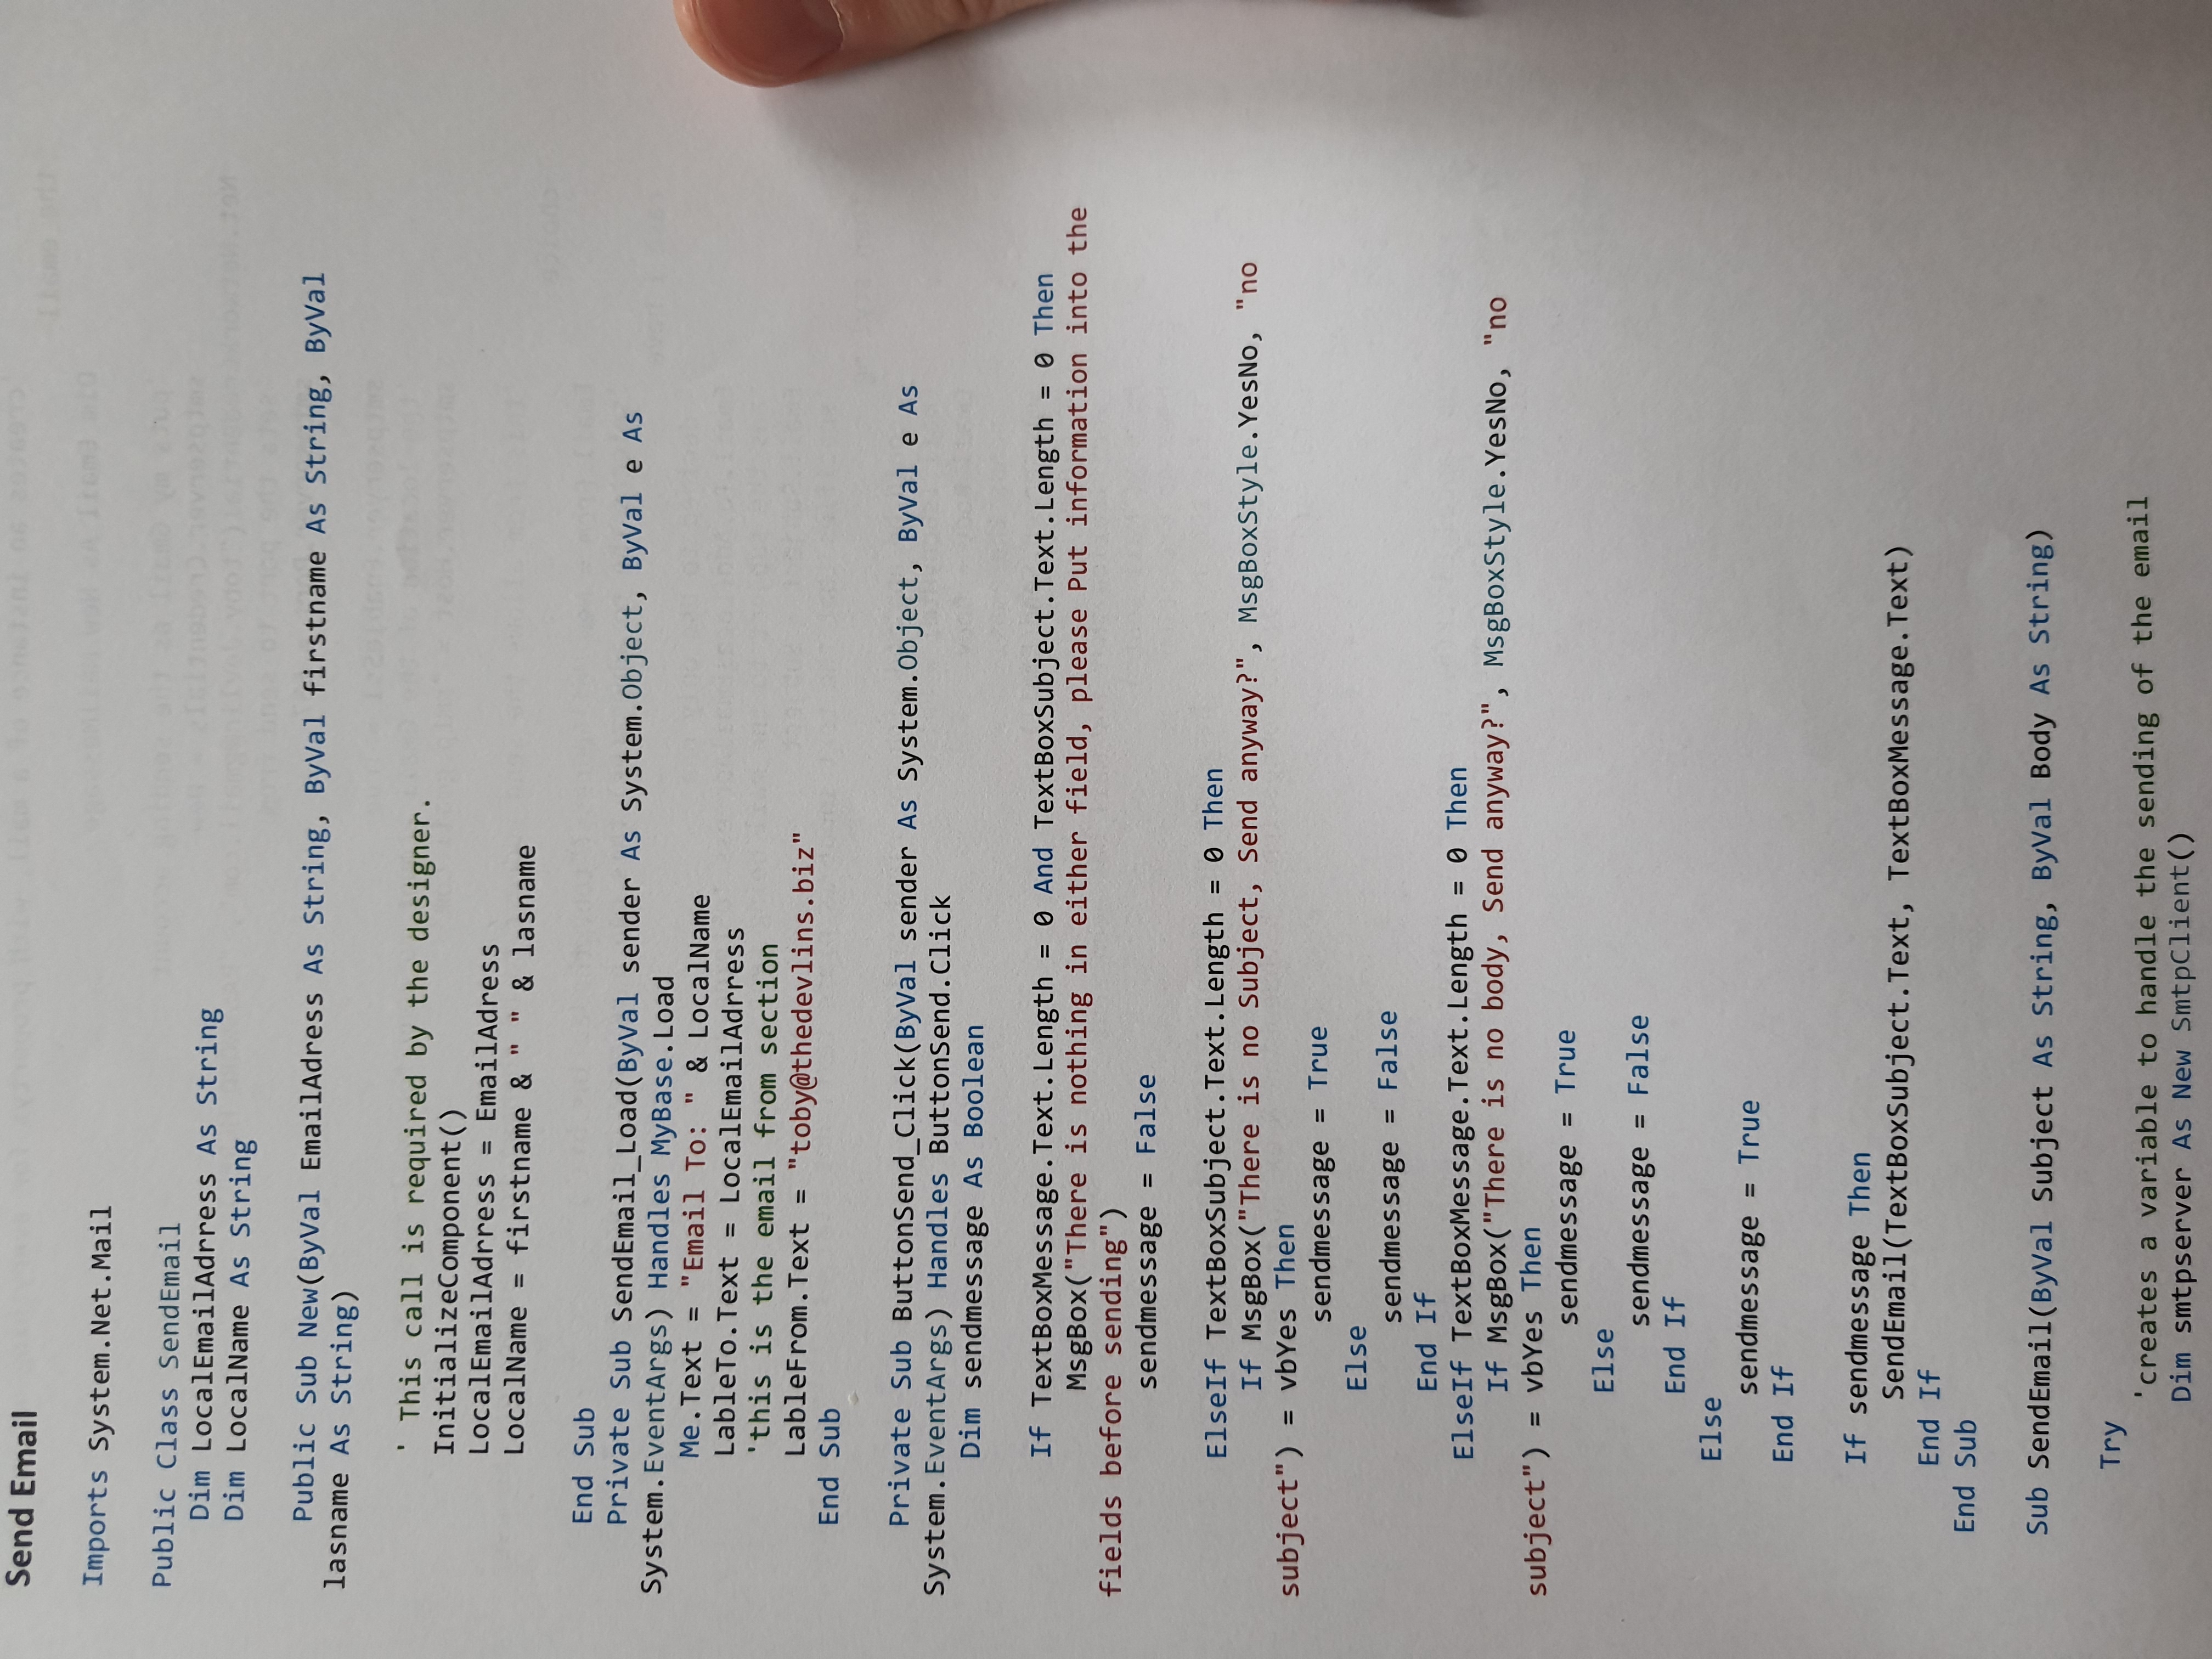 Send Email
Imports System.Net.Mail
Public Class SendEmail
Dim LocalEmailAdrress As String
Dim LocalName As String
Public Sub New(ByVal EmailAdress As String, ByVal firstname As String, ByVal
lasname As String)
' This call is required by the designer.
InitializeComponent()
LocalEmailAdrress = EmailAdress
LocalName = firstname & " " & lasname
End Sub
Private Sub SendEmail_Load(ByVal sender As System.Object, ByVal e As
System.EventArgs) Handles MyBase.Load
Me.Text = "Email To: " & LocalName
LableTo.Text = LocalEmailAdrress
'this is the email from section
LableFrom.Text = "toby@thedevlins.biz"
End Sub
Private Sub ButtonSend_Click(ByVal sender As System.Object, ByVal e As
System.EventArgs) Handles ButtonSend.Click
Dim sendmessage As Boolean
If TextBoxMessage.Text.Length = 0 And TextBoxSubject.Text.Length = 0 Then
MsgBox("There is nothing in either field, please Put information into the
fields before sending")
sendmessage = False
ElseIf TextBoxSubject.Text.Length = 0 Then
If MsgBox("There is no Subject, Send anyway?", MsgBoxStyle.YesNo, "no
subject") = vbYes Then
sendmessage = True
Else
sendmessage = False
End If
ElseIf TextBoxMessage.Text.Length = 0 Then
If MsgBox("There is no body, Send anyway?", MsgBoxStyle.YesNo, "no
subject") = vbYes Then
sendmessage = True
Else
sendmessage = False
End If
Else
sendmessage = True
End If
If sendmessage Then
SendEmail(TextBoxSubject.Text, TextBoxMessage.Text)
End If
End Sub
Sub SendEmail(ByVal Subject As String, ByVal Body As String)
Try
'creates a variable to handle the sending of the email
Dim smtpserver As New SmtpClient()